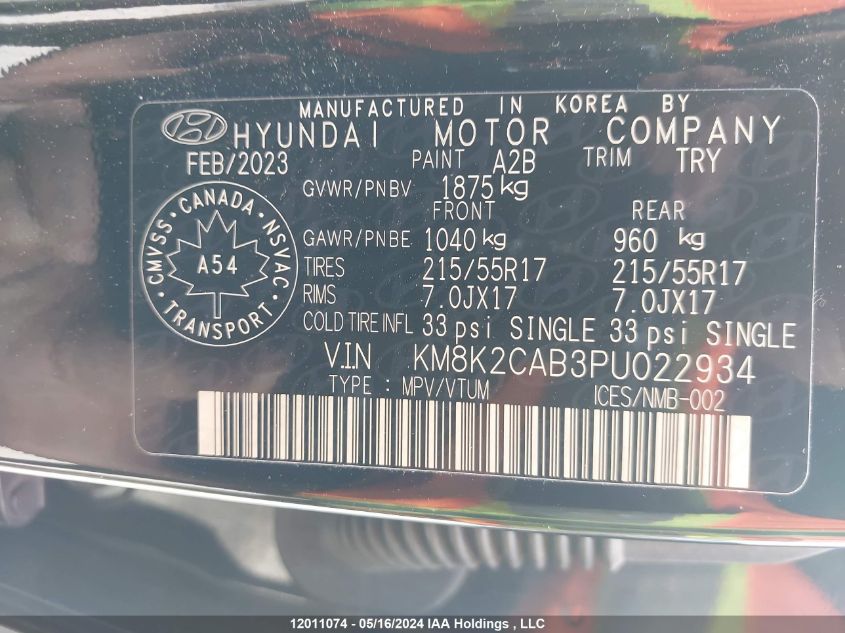 MANUFACTURED IN KOREA BY
HYUNDAI MOTOR COMPANY
FEB/2023 PAINT A2B TRIM TRY
GVWR/PNBV 1875 kg
FRONT REAR
GAWR/PNBE 1040 kg 960 kg
TIRES 215/55R17 215/55R17
RIMS 7.0JX17 7.0JX17
COLD TIRE INFL 33 psi SINGLE 33 psi SINGLE
V.I.N KM8K2CAB3PU022934
TYPE : MPV/VTUM ICES/NMB-002
CMVSS · CANADA · NSVAC
A54
· TRANSPORT ·
12011074 - 05/16/2024 IAA Holdings , LLC